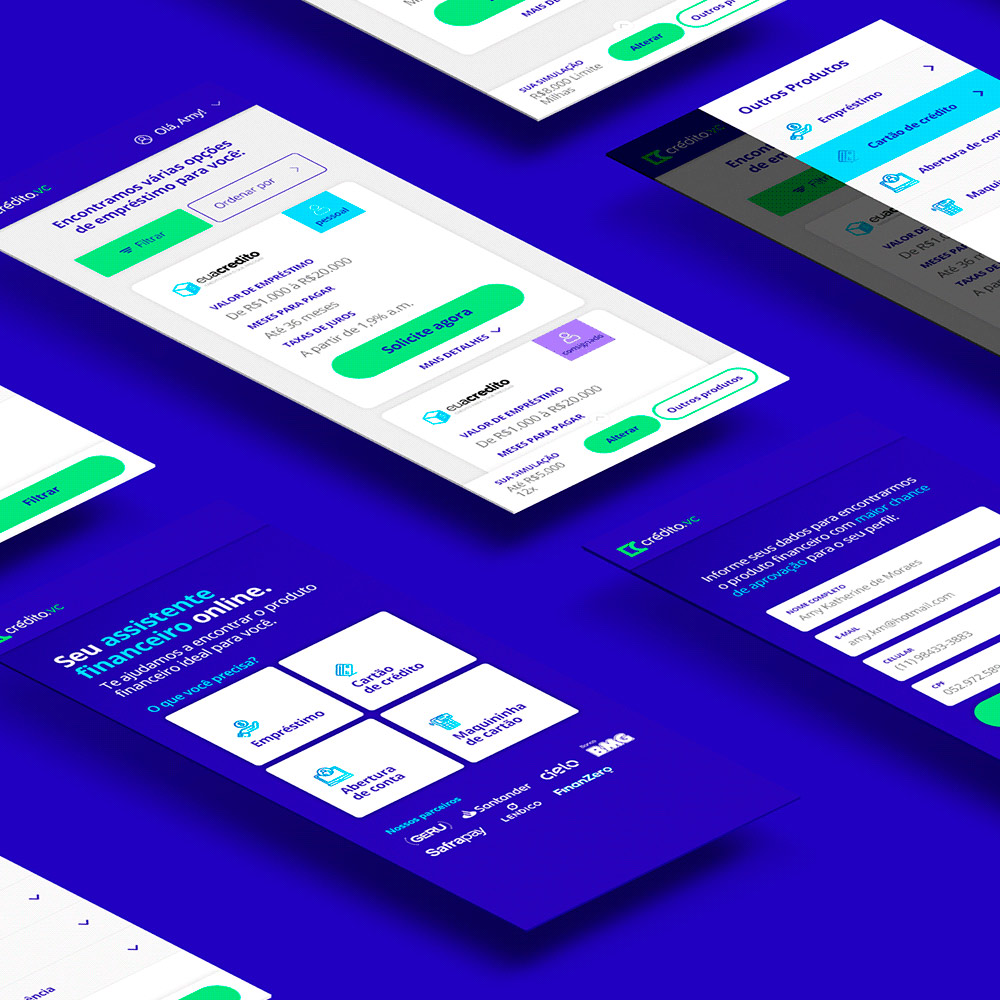 MAIS DE
SUA SIMULAÇÃO
R$8.000 Limite
Milhas
Alterar
Outros pr
crédito.vc
Olá, Amy!
Encontramos várias opções
de empréstimo para você:
Filtrar
Ordenar por
pessoal
euacredito
VALOR DE EMPRÉSTIMO
De R$1.000 à R$20.000
MESES PARA PAGAR
Até 36 meses
TAXAS DE JUROS
A partir de 1,9% a.m.
Solicite agora
MAIS DETALHES
consignado
euacredito
VALOR DE EMPRÉSTIMO
De R$1.000 à R$20.000
MESES PARA PAGAR
SUA SIMULAÇÃO
Até R$5.000
12x
Alterar
Outros produtos
crédito.vc
Encon
de em
Filt
euac
VALOR DE
De R$1.
MESES PA
Até 36 m
TAXAS DE
A parti
Outros Produtos
Empréstimo
Cartão de crédito
Abertura de con
Maqui
Filtrar
crédito.vc
Seu assistente
financeiro online.
Te ajudamos a encontrar o produto
financeiro ideal para você.
O que você precisa?
Empréstimo
Cartão
de crédito
Abertura
de conta
Maquininha
de cartão
Nossos parceiros
GERU
Santander
cielo
Banco
BMG
Safrapay
LENDICO
FinanZero
crédito.vc
Informe seus dados para encontrarmos
o produto financeiro com maior chance
de aprovação para o seu perfil:
NOME COMPLETO
Amy Katherine de Moraes
E-MAIL
amy.km@hotmail.com
CELULAR
(11) 98433-3883
CPF
052.972.589
ência